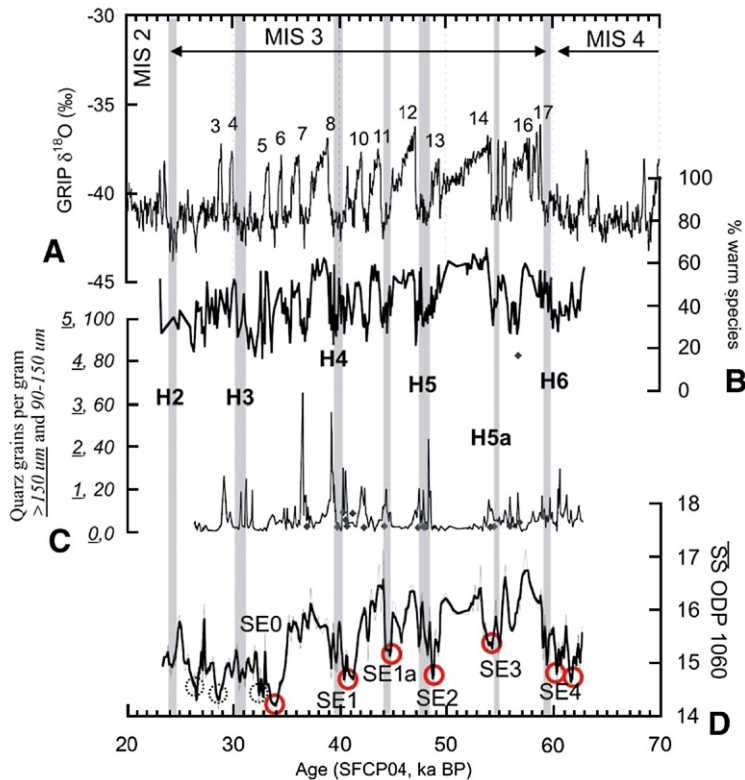 -30
MIS 2
MIS 3
MIS 4
-35
GRIP δ¹⁸O (‰)
3 4 5 6 7 8 10 11 12 13 14 16 17
-40
100
80
A
-45
60
% warm species
40
5, 100
20
4, 80
H4
0
B
H2 H3 H5 H6
3, 60
H5a
Quarz grains per gram
>150 um and 90-150 um
2, 40
1, 20
18
0,0
C
17
SS ODP 1060
16
SE0
15
SE1 SE1a SE2 SE3 SE4
14
D
20 30 40 50 60 70
Age (SFCP04, ka BP)